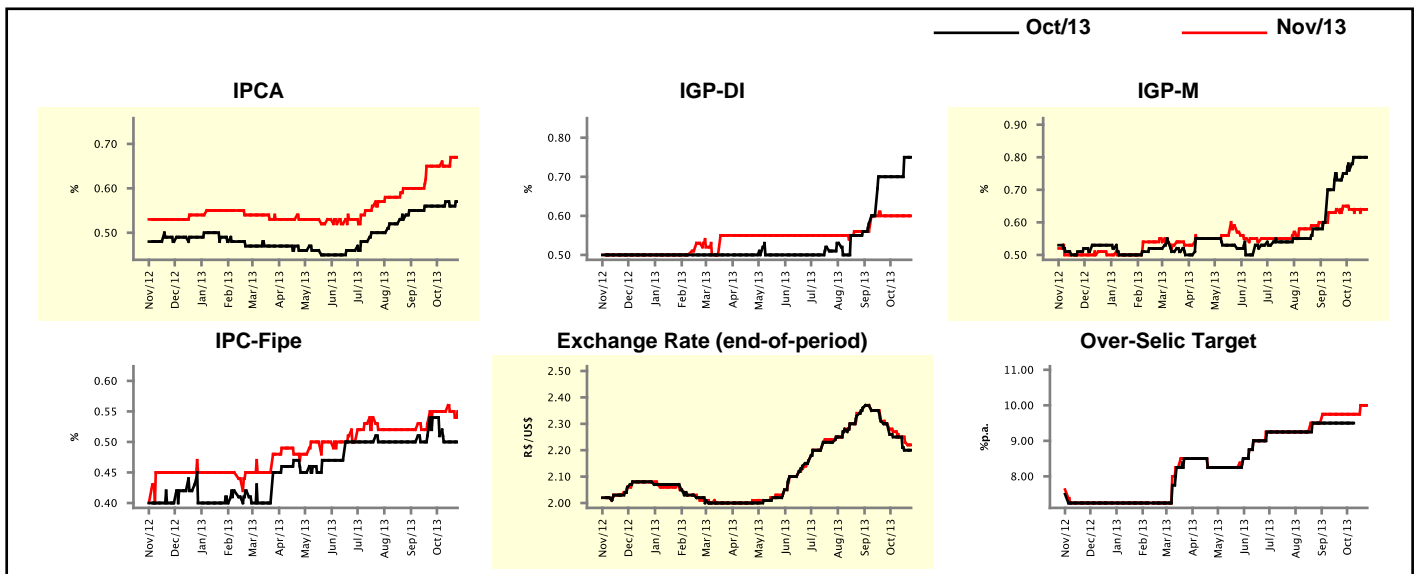 Oct/13 Nov/13
IPCA IGP-DI IGP-M
0.70
0.60
0.50
%
Nov/12 Dec/12 Jan/13 Feb/13 Mar/13 Apr/13 May/13 Jun/13 Jul/13 Aug/13 Sep/13 Oct/13
0.80
0.70
0.60
0.50
%
Nov/12 Dec/12 Jan/13 Feb/13 Mar/13 Apr/13 May/13 Jun/13 Jul/13 Aug/13 Sep/13 Oct/13
0.90
0.80
0.70
0.60
0.50
%
Nov/12 Dec/12 Jan/13 Feb/13 Mar/13 Apr/13 May/13 Jun/13 Jul/13 Aug/13 Sep/13 Oct/13
IPC-Fipe Exchange Rate (end-of-period) Over-Selic Target
0.60
0.55
0.50
0.45
0.40
%
Nov/12 Dec/12 Jan/13 Feb/13 Mar/13 Apr/13 May/13 Jun/13 Jul/13 Aug/13 Sep/13 Oct/13
2.50
2.40
2.30
2.20
2.10
2.00
R$/US$
Nov/12 Dec/12 Jan/13 Feb/13 Mar/13 Apr/13 May/13 Jun/13 Jul/13 Aug/13 Sep/13 Oct/13
11.00
10.00
9.00
8.00
%p.a.
Nov/12 Dec/12 Jan/13 Feb/13 Mar/13 Apr/13 May/13 Jun/13 Jul/13 Aug/13 Sep/13 Oct/13